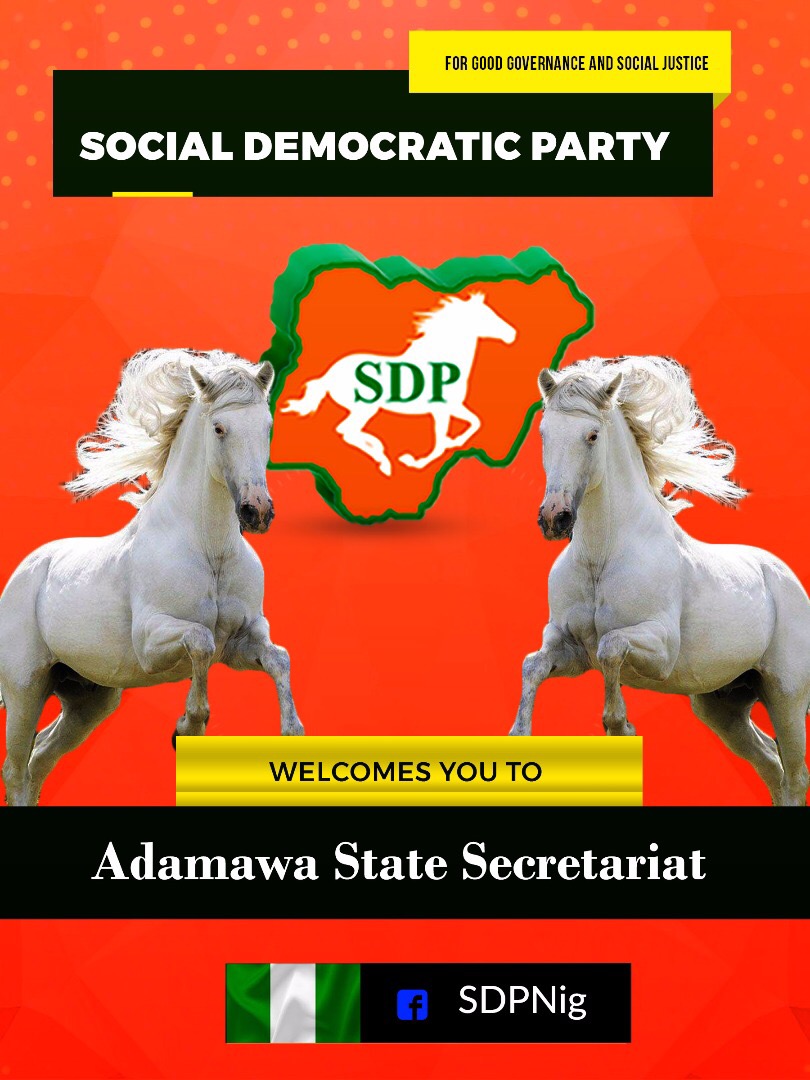 FOR GOOD GOVERNANCE AND SOCIAL JUSTICE
SOCIAL DEMOCRATIC PARTY
SDP
WELCOMES YOU TO
Adamawa State Secretariat
SDPNig